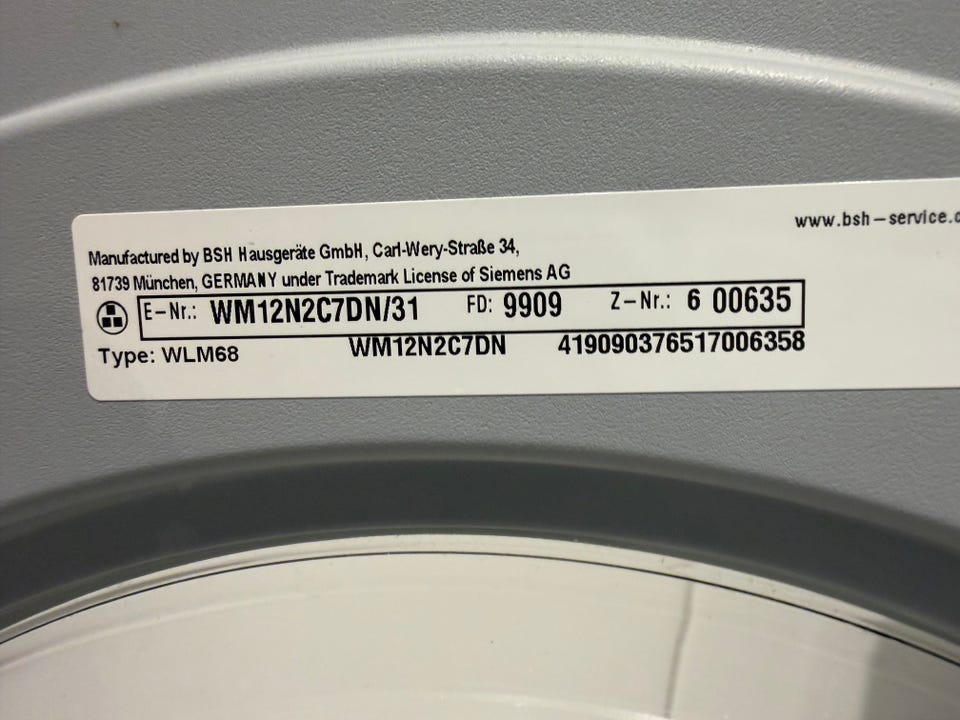 www.bsh-service.
Manufactured by BSH Hausgeräte GmbH, Carl-Wery-Straße 34,
81739 München, GERMANY under Trademark License of Siemens AG
E-Nr.: WM12N2C7DN/31 FD: 9909 Z-Nr.: 6 00635
Type: WLM68 WM12N2C7DN 419090376517006358